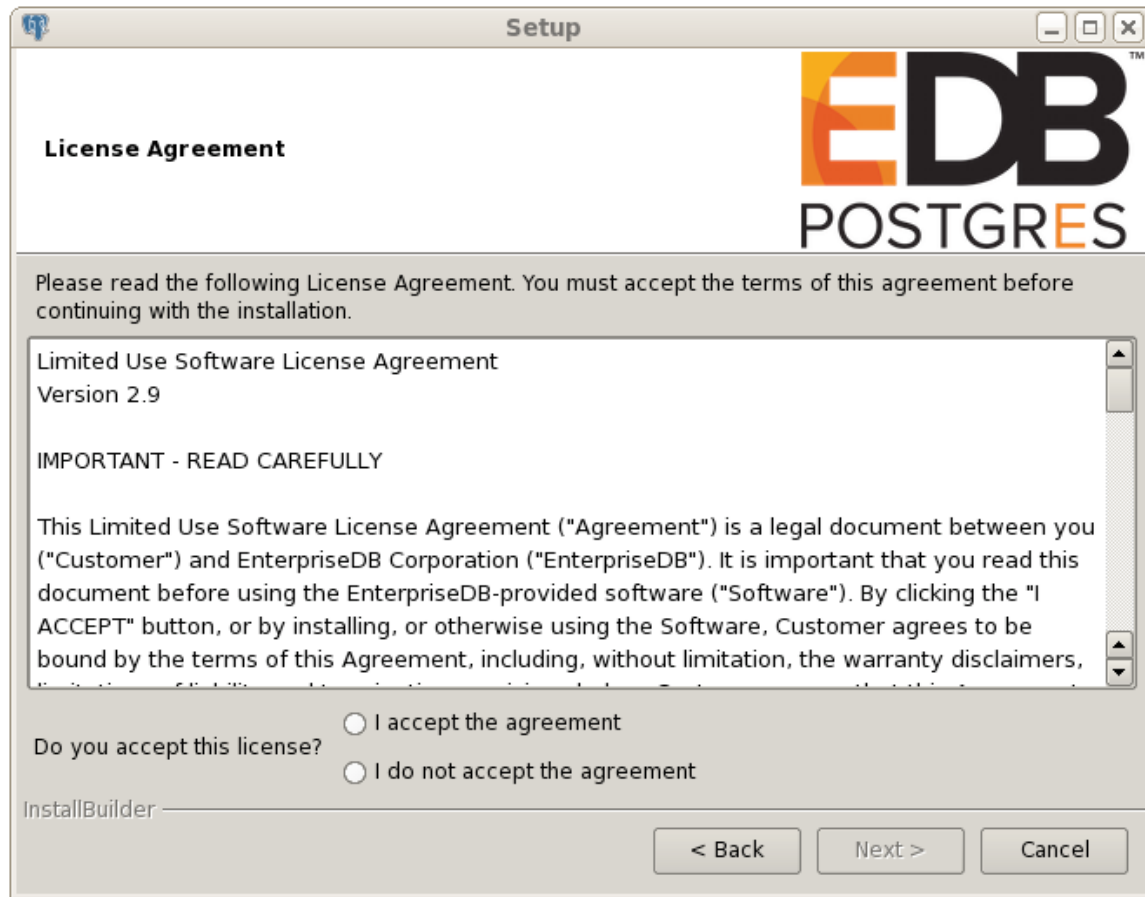 Setup
License Agreement
EDB™
POSTGRES
Please read the following License Agreement. You must accept the terms of this agreement before
continuing with the installation.
Limited Use Software License Agreement
Version 2.9
IMPORTANT - READ CAREFULLY
This Limited Use Software License Agreement ("Agreement") is a legal document between you
("Customer") and EnterpriseDB Corporation ("EnterpriseDB"). It is important that you read this
document before using the EnterpriseDB-provided software ("Software"). By clicking the "I
ACCEPT" button, or by installing, or otherwise using the Software, Customer agrees to be
bound by the terms of this Agreement, including, without limitation, the warranty disclaimers,
Do you accept this license?
I accept the agreement
I do not accept the agreement
InstallBuilder
< Back
Next >
Cancel